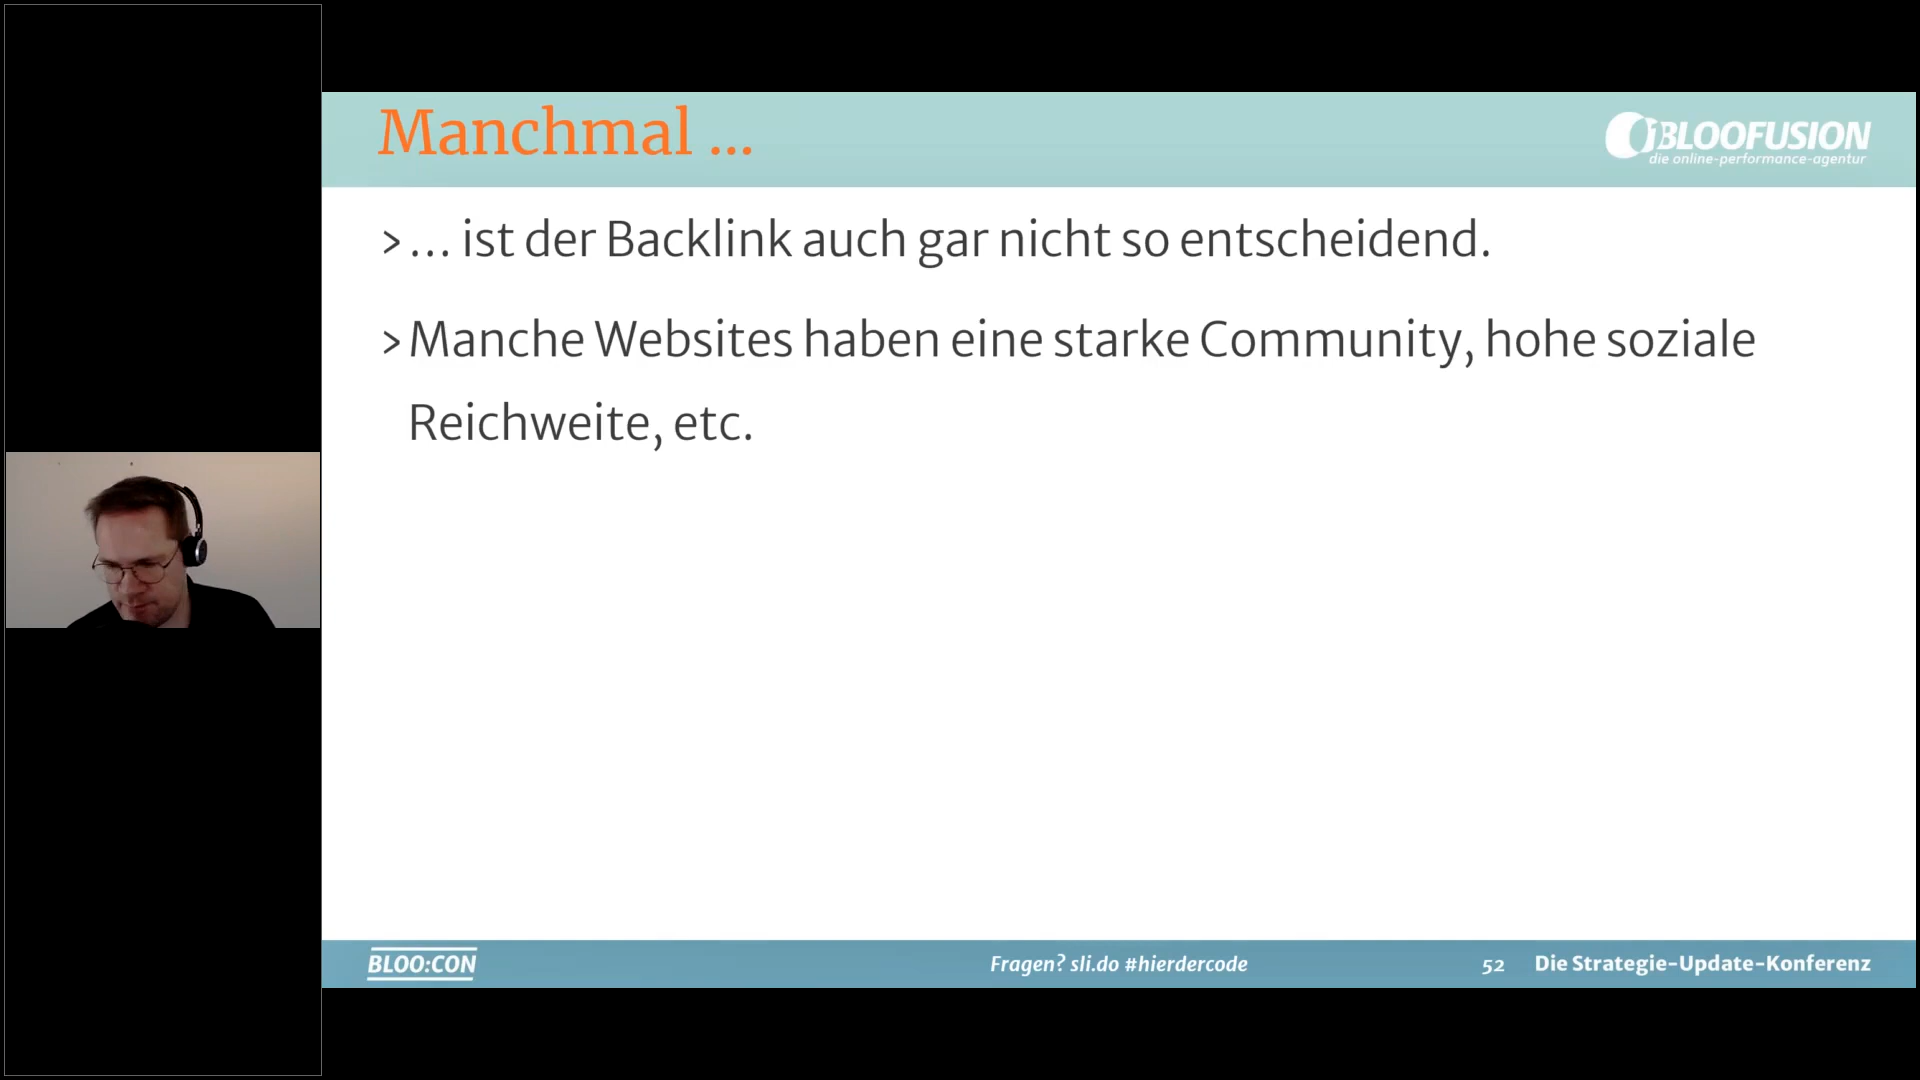 Manchmal ...
BLOOFUSION
die online-performance-agentur
> ... ist der Backlink auch gar nicht so entscheidend.
> Manche Websites haben eine starke Community, hohe soziale
Reichweite, etc.
BLOO:CON
Fragen? sli.do #hierdercode
52
Die Strategie-Update-Konferenz